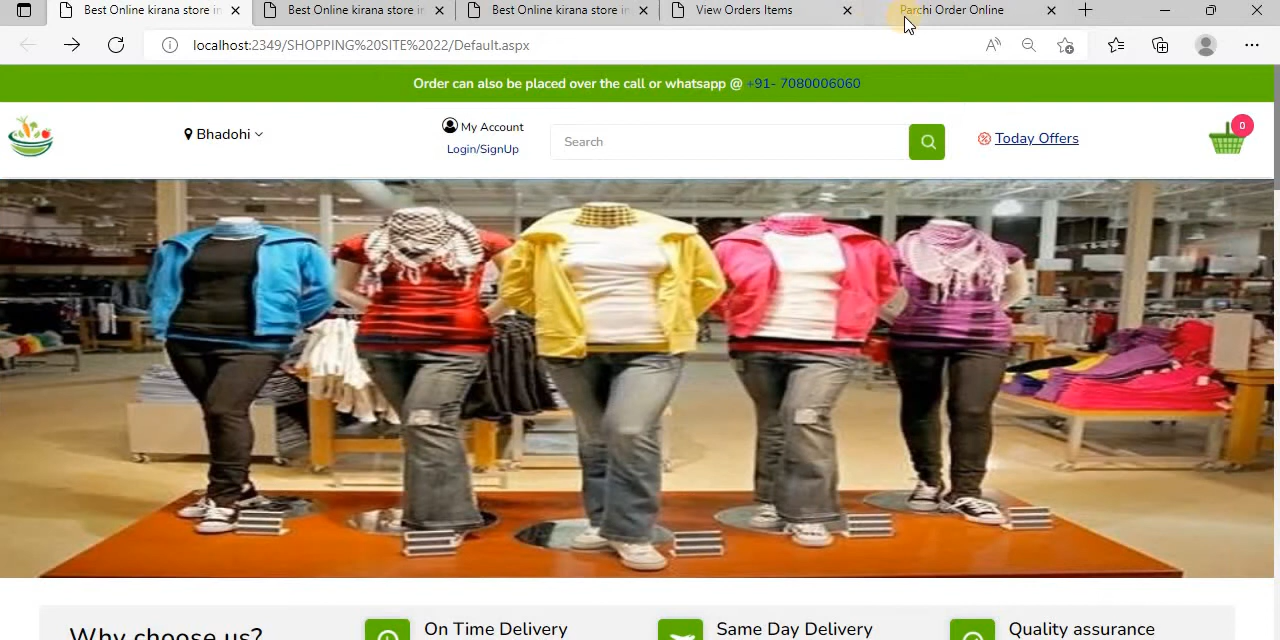 Best Online kirana store in
Best Online kirana store in
Best Online kirana store in
View Orders Items
Parchi Order Online
localhost:2349/SHOPPING%20SITE%2022/Default.aspx
Order can also be placed over the call or whatsapp @ +91- 7080006060
Bhadohi
My Account
Login/SignUp
Search
Today Offers
0
Why choose us?
On Time Delivery
Same Day Delivery
Quality assurance